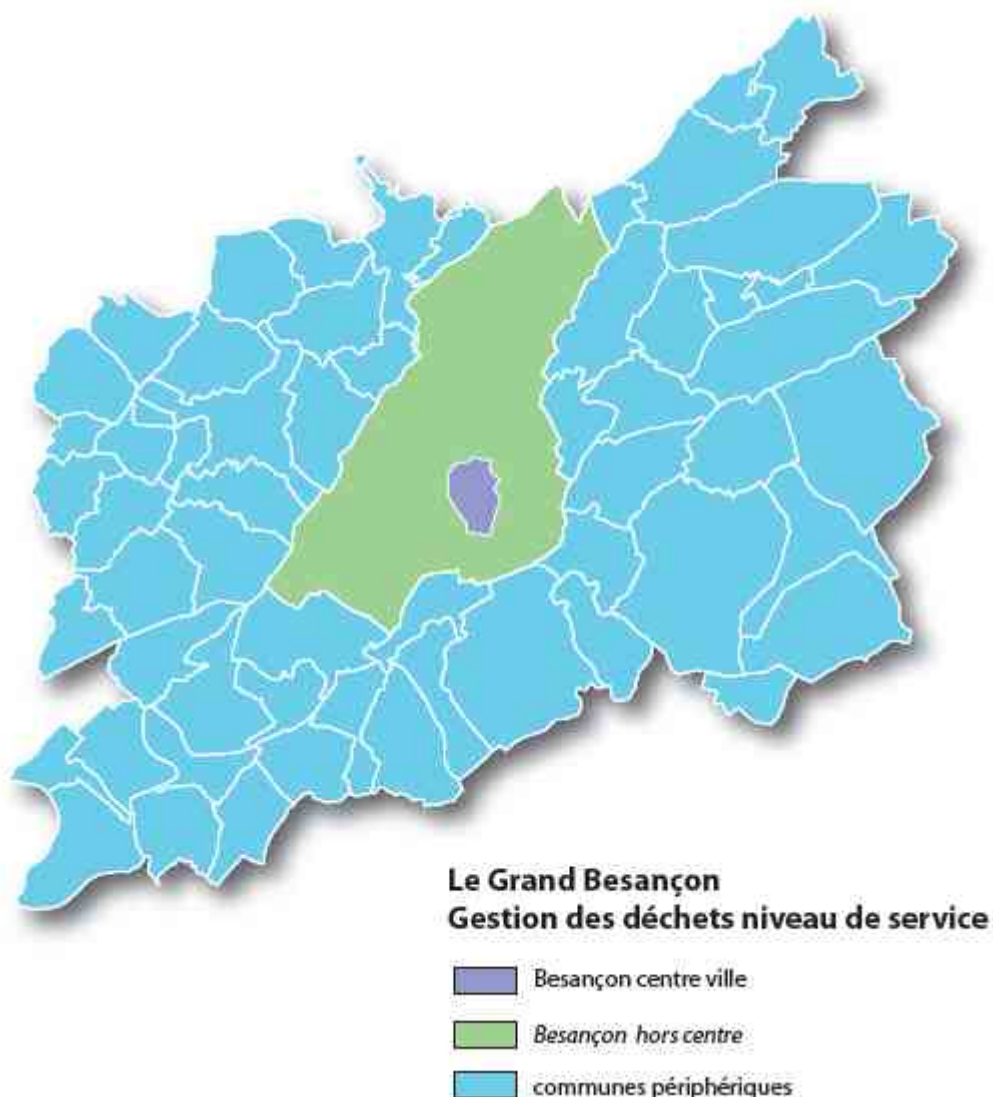 Le Grand Besançon
Gestion des déchets niveau de service
Besançon centre ville
Besançon hors centre
communes périphériques